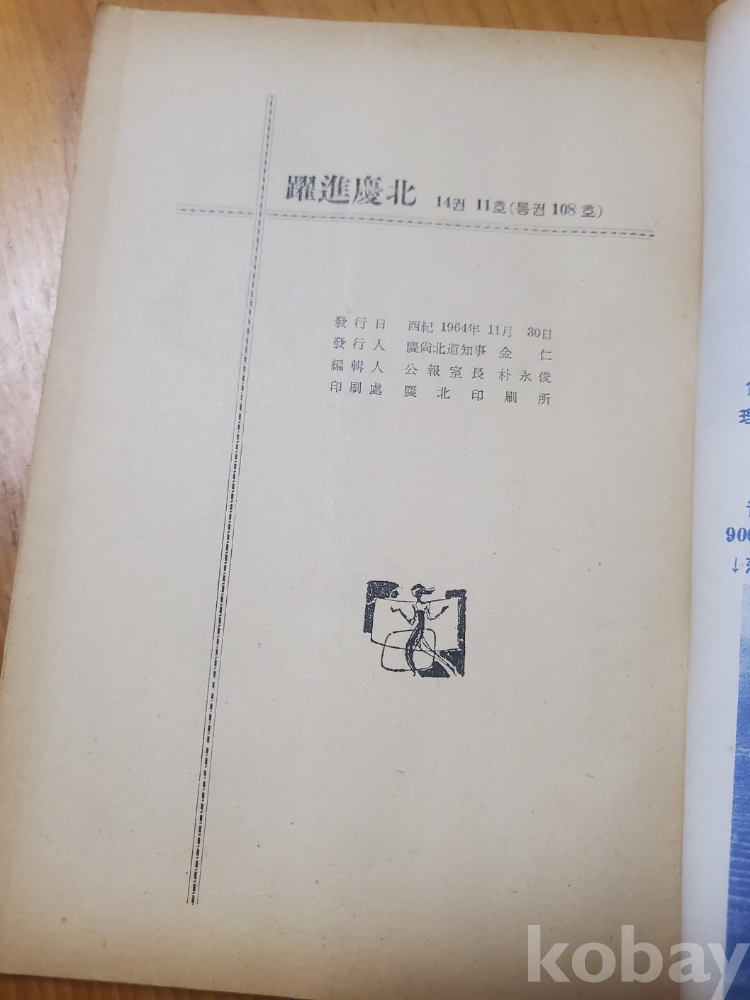 躍進慶北 14권 11호(통권 108 호)
發行日 西紀 1964年 11月 30日
發行人 慶尙北道知事 金 仁
編輯人 公報室長 朴永俊
印刷處 慶北印刷所
理
900
kobay